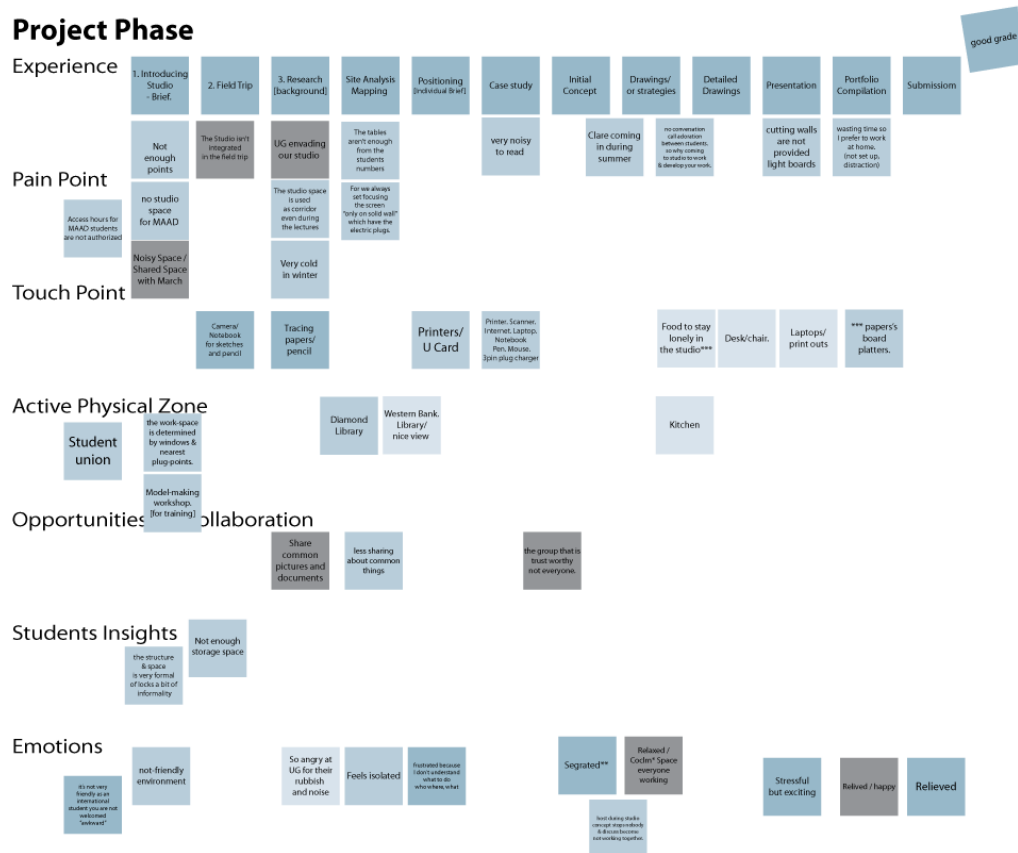 Project Phase
good grade
Experience
1. Introducing
Studio
- Brief.
2. Field Trip
3. Research
[background]
Site Analysis
Mapping
Positioning
[Individual Brief]
Case study
Initial
Concept
Drawings/
or strategies
Detailed
Drawings
Presentation
Portfolio
Compilation
Submissiom
Pain Point
Not
enough
points
The Studio isn't
integrated
in the field trip
UG envading
our studio
The tables
aren't enough
from the
students
numbers
very noisy
to read
Clare coming
in during
summer
no conversation
call adoration
between students.
so why coming
to studio to work
& develop your work.
cutting walls
are not
provided
light boards
wasting time so
I prefer to work
at home.
(not set up,
distraction)
Access hours for
MAAD students
are not authorized
no studio
space
for MAAD
The studio space
is used
as corridor
even during
the lectures
For we always
set focusing
the screen
"only on solid wall"
which have the
electric plugs.
Noisy Space /
Shared Space
with March
Very cold
in winter
Touch Point
Camera/
Notebook
for sketches
and pencil
Tracing
papers/
pencil
Printers/
U Card
Printer, Scanner,
Internet, Laptop,
Notebook
Pen, Mouse.
3pin plug charger
Food to stay
lonely in
the studio***
Desk/chair.
Laptops/
print outs
*** papers's
board
platters.
Active Physical Zone
Student
union
the work-space
is determined
by windows &
nearest
plug-points.
Diamond
Library
Western Bank.
Library/
nice view
Kitchen
Model-making
workshop.
[for training]
Opportunities ollaboration
Share
common
pictures and
documents
less sharing
about common
things
the group that is
trust worthy
not everyone.
Students Insights
the structure
& space
is very formal
of locks a bit of
informality
Not enough
storage space
Emotions
it's not very
friendly as an
international
student you are not
welcomed
"awkward"
not-friendly
environment
So angry at
UG for their
rubbish
and noise
Feels isolated
frustrated because
I don't understand
what to do
who where, what
Segrated**
Relaxed /
Coclm* Space
everyone
working
Stressful
but exciting
Relived / happy
Relieved
during studio
concept stage nobody
& discuss become
not working together.